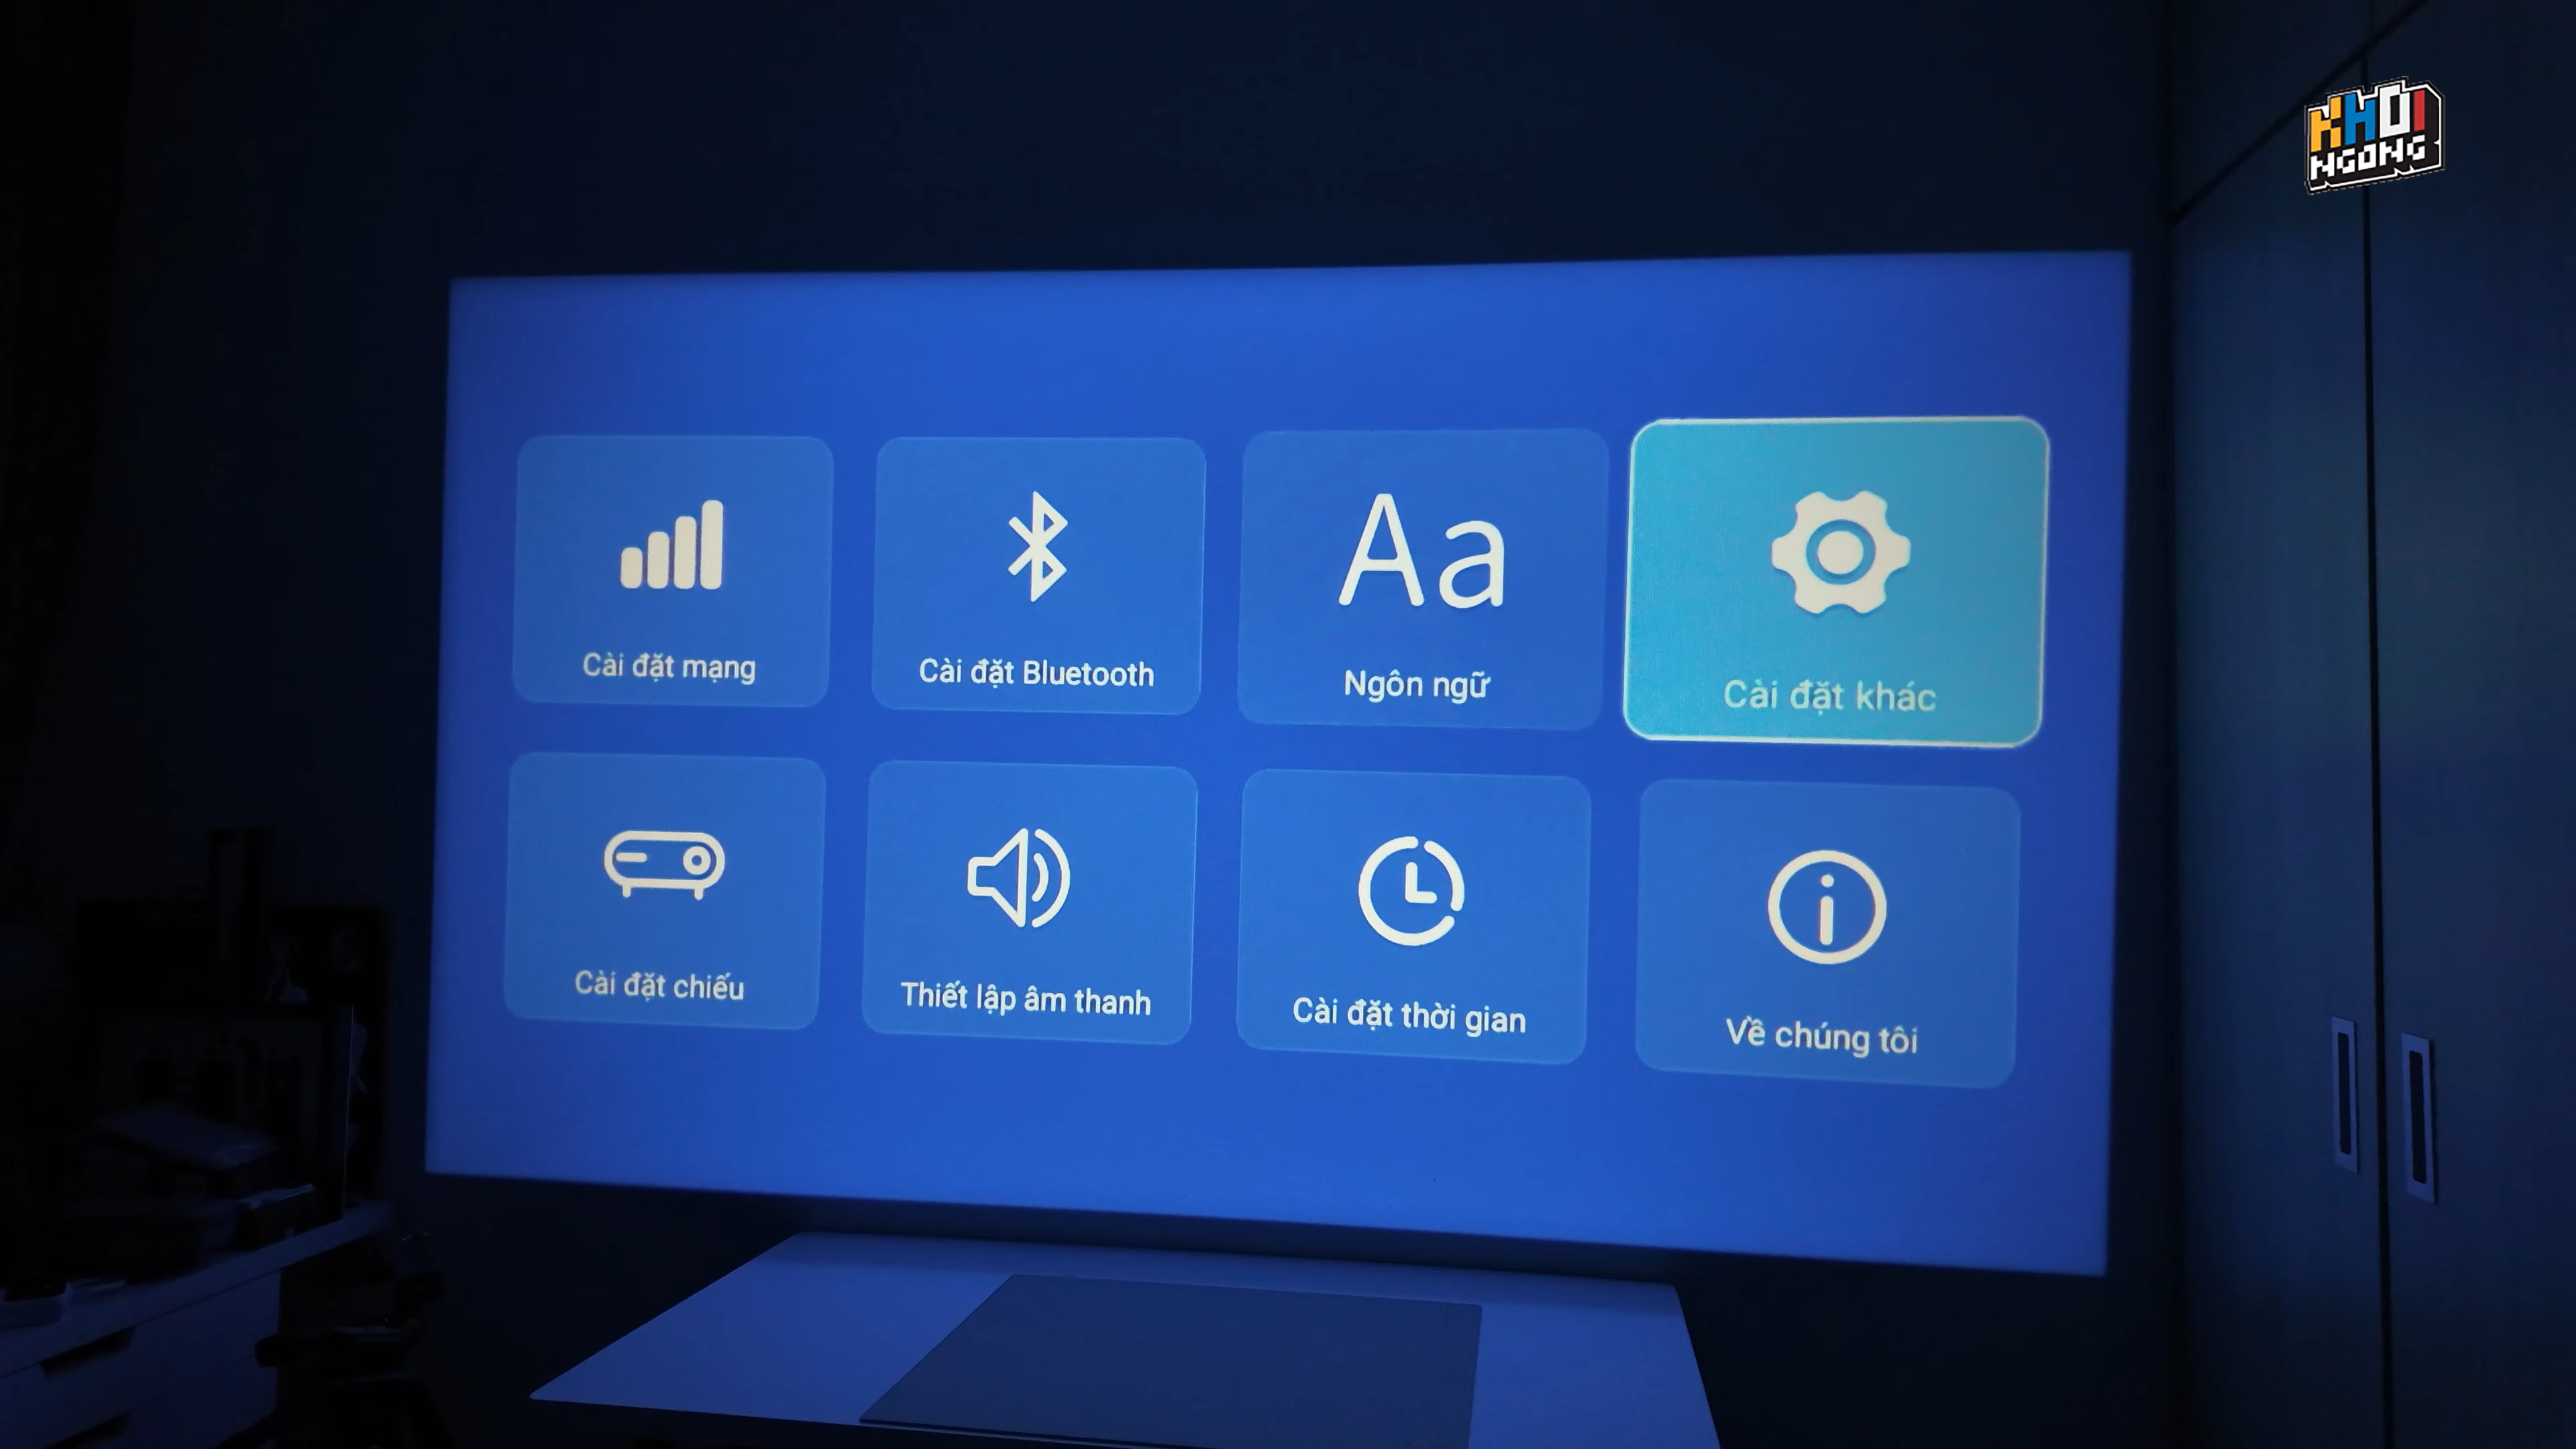 KHOI
NGONG
Cài đặt mạng
Cài đặt Bluetooth
Aa
Ngôn ngữ
Cài đặt khác
Cài đặt chiếu
Thiết lập âm thanh
Cài đặt thời gian
Về chúng tôi